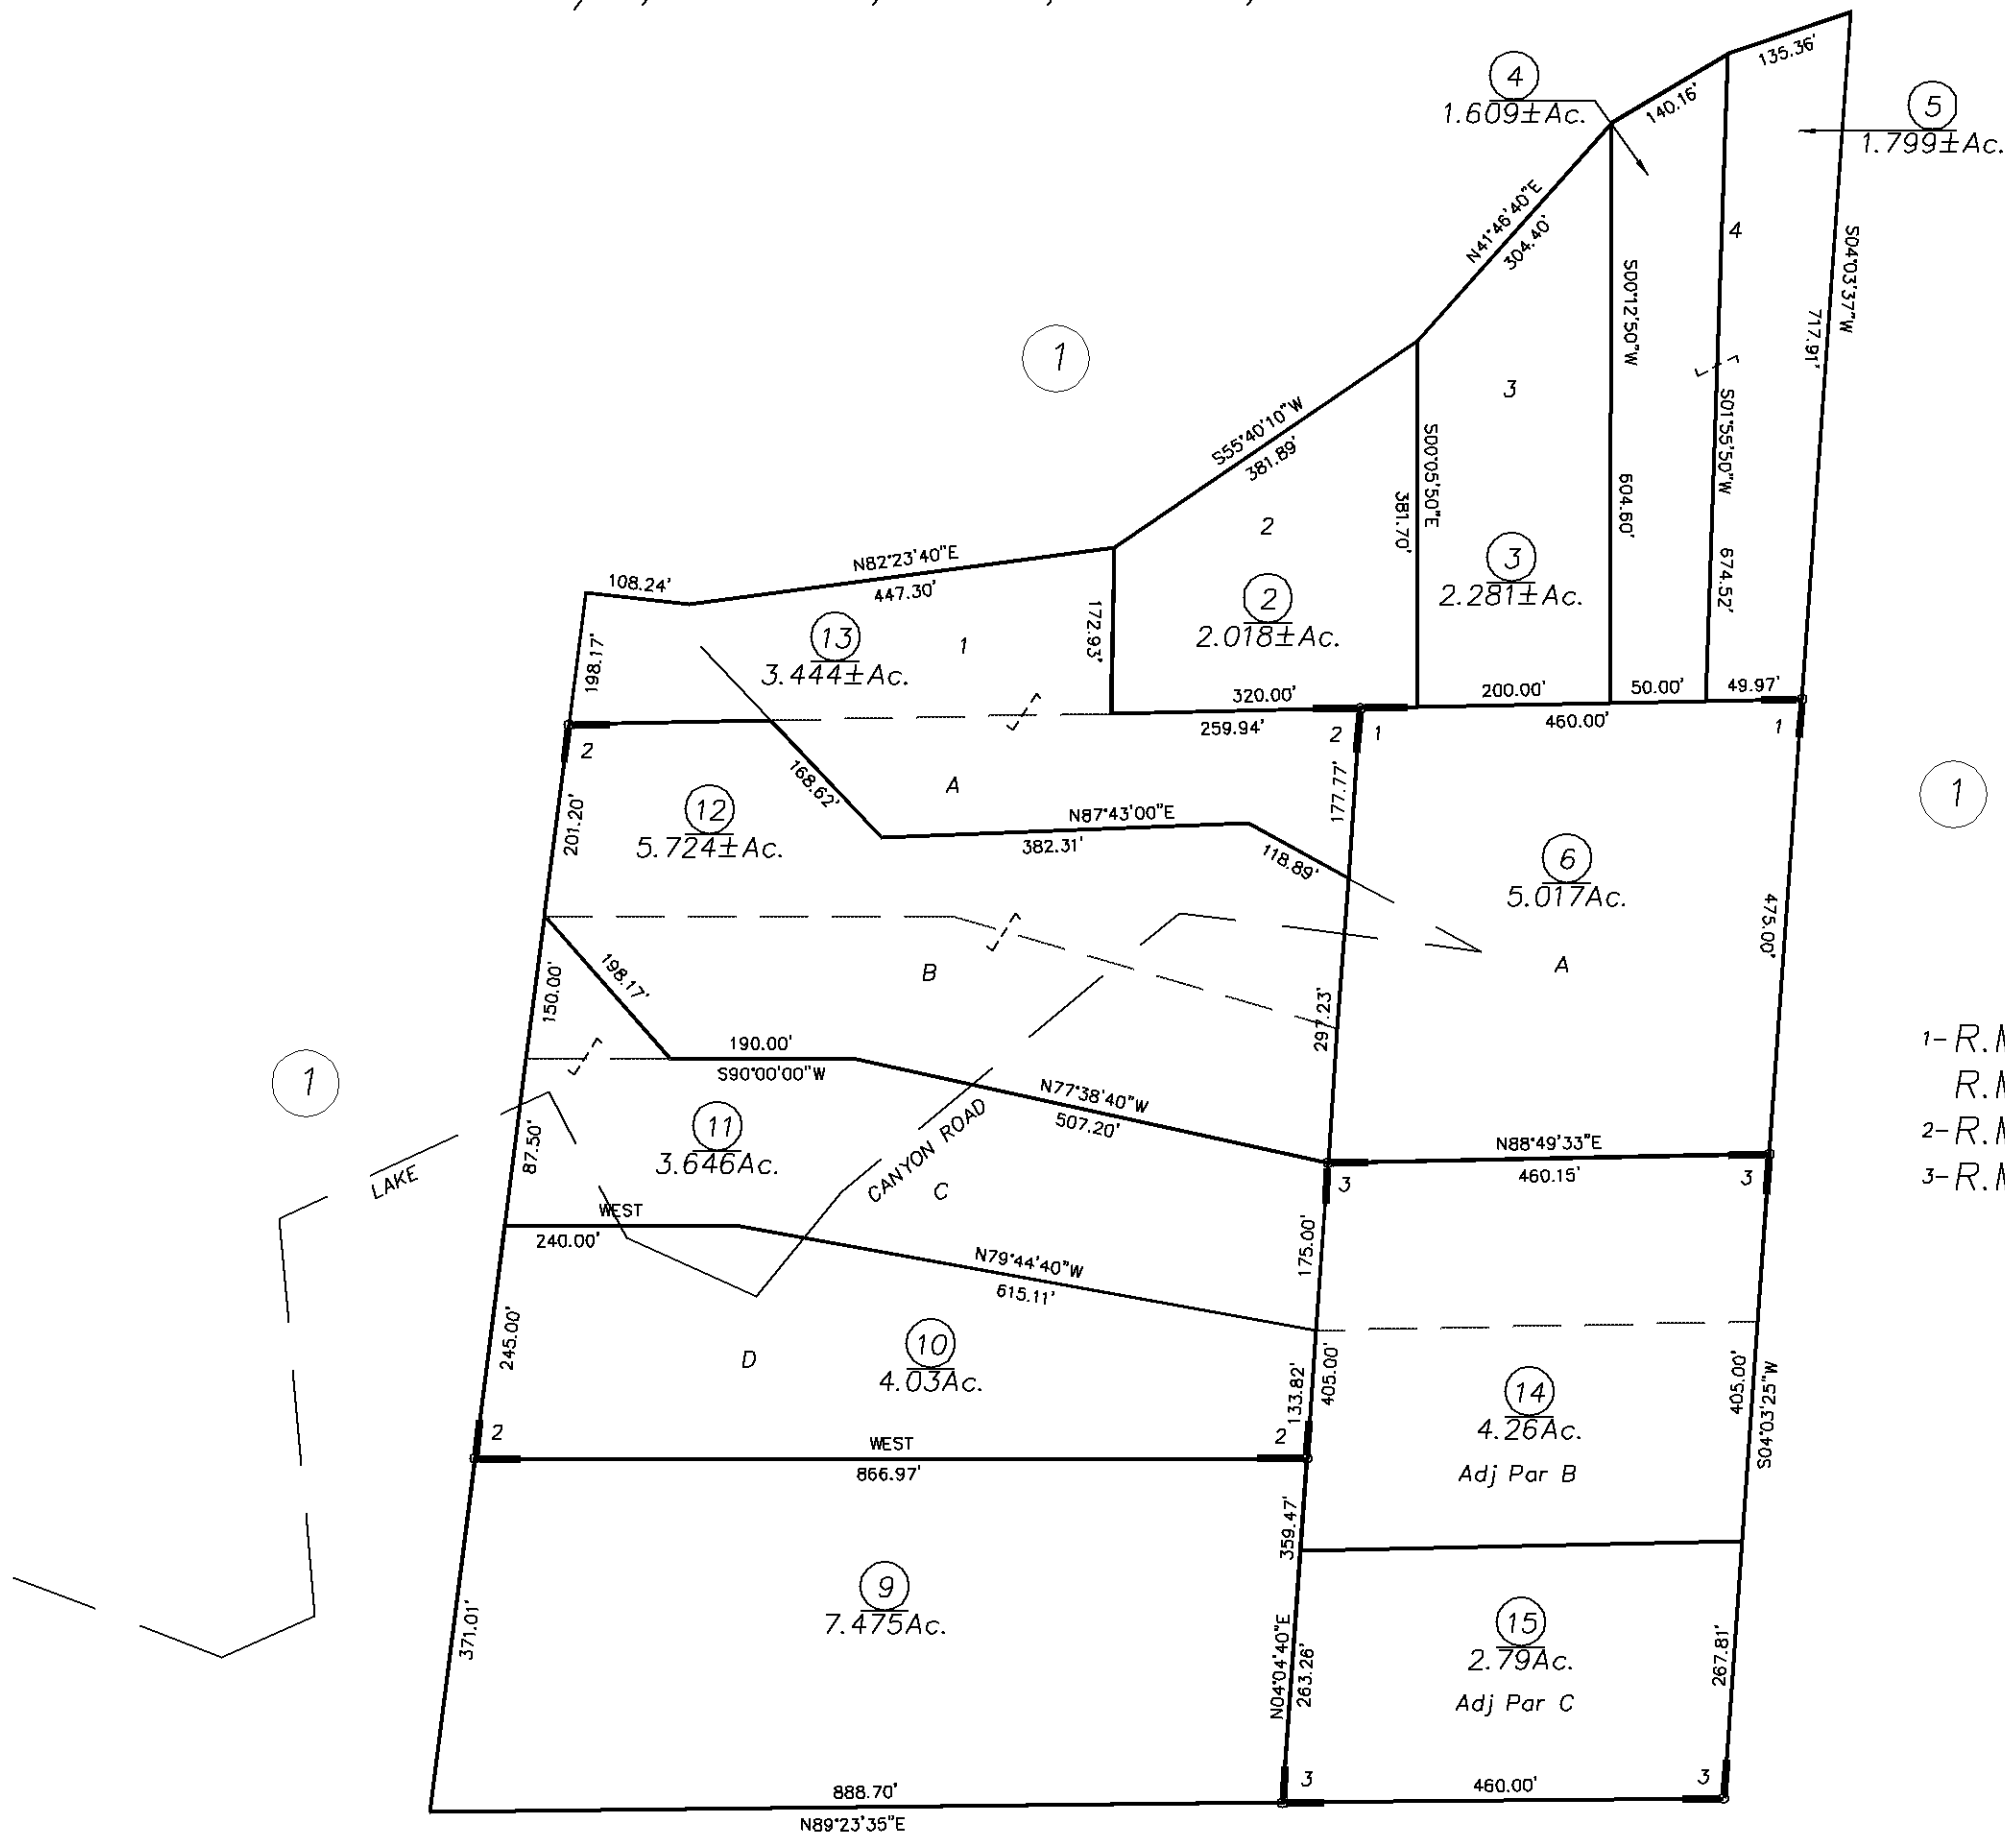 135.36'
4
1.609±Ac.
140.16'
5
1.799±Ac.
N41°46'40"E
304.40'
4
S00°12'50"W
S04°03'37"W
717.91'
1
3
S55°40'10"W
381.89'
S00°05'50"E
381.70'
S01°55'50"W
604.60'
674.52'
2
N82°23'40"E
447.30'
108.24'
198.17'
13
3.444±Ac.
1
172.93'
2
2.018±Ac.
3
2.281±Ac.
320.00'
200.00'
50.00'
49.97'
259.94'
460.00'
2
2
1
1
168.62'
A
177.77'
1
12
5.724±Ac.
201.20'
N87°43'00"E
382.31'
118.89'
6
5.017Ac.
475.00'
198.17'
150.00'
B
A
297.23'
190.00'
S90°00'00"W
1
1-R.
R.
2-R.
3-R.
N77°38'40"W
507.20'
11
3.646Ac.
87.50'
LAKE
CANYON ROAD
C
N88°49'33"E
460.15'
3
3
WEST
240.00'
N79°44'40"W
615.11'
175.00'
245.00'
D
10
4.03Ac.
133.82'
405.00'
14
4.26Ac.
Adj Par B
405.00'
S04°03'25"W
2
2
WEST
866.97'
359.47'
9
7.475Ac.
371.01'
N04°04'40"E
263.26'
15
2.79Ac.
Adj Par C
267.81'
3
3
460.00'
888.70'
N89°23'35"E